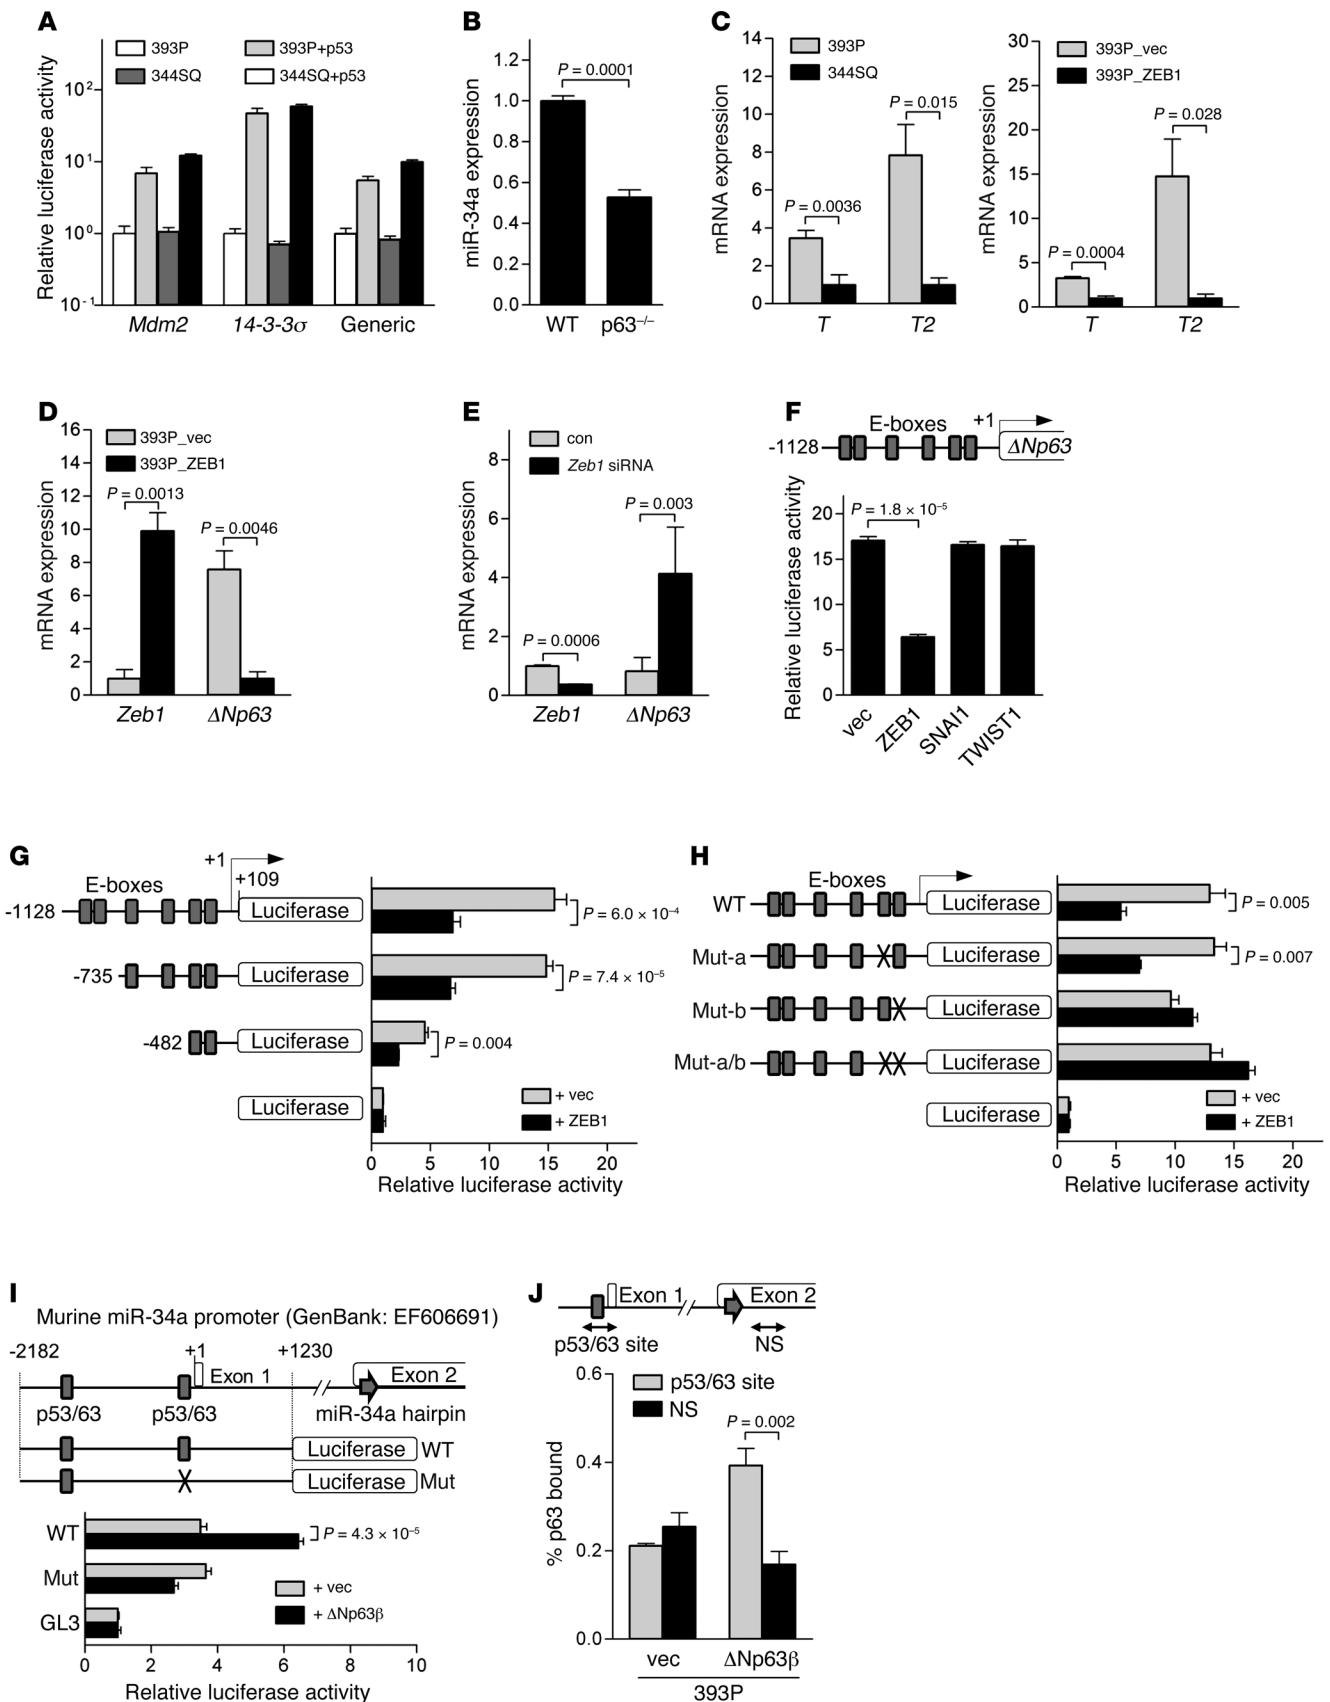 A
393P
393P+p53
344SQ
344SQ+p53
Relative luciferase activity
10²
10¹
10⁰
10⁻¹
Mdm2
14-3-3σ
Generic
B
miR-34a expression
1.2
1.0
0.8
0.6
0.4
0.2
0.0
P = 0.0001
WT
p63⁻/⁻
C
mRNA expression
14
12
10
8
6
4
2
0
393P
344SQ
P = 0.0036
P = 0.015
T
T2
mRNA expression
30
25
20
15
10
5
0
393P_vec
393P_ZEB1
P = 0.0004
P = 0.028
T
T2
D
mRNA expression
16
14
12
10
8
6
4
2
0
393P_vec
393P_ZEB1
P = 0.0013
P = 0.0046
Zeb1
ΔNp63
E
mRNA expression
8
6
4
2
0
con
Zeb1 siRNA
P = 0.0006
P = 0.003
Zeb1
ΔNp63
F
E-boxes
+1
-1128
ΔNp63
Relative luciferase activity
20
15
10
5
0
P = 1.8 × 10⁻⁵
vec
ZEB1
SNAI1
TWIST1
G
+1
E-boxes
+109
-1128
Luciferase
P = 6.0 × 10⁻⁴
-735
Luciferase
P = 7.4 × 10⁻⁵
-482
Luciferase
P = 0.004
Luciferase
+ vec
+ ZEB1
0 5 10 15 20
Relative luciferase activity
H
E-boxes
WT
Luciferase
P = 0.005
Mut-a
Luciferase
P = 0.007
Mut-b
Luciferase
Mut-a/b
Luciferase
Luciferase
+ vec
+ ZEB1
0 5 10 15 20
Relative luciferase activity
I
Murine miR-34a promoter (GenBank: EF606691)
-2182
+1
+1230
Exon 1
Exon 2
p53/63
p53/63
miR-34a hairpin
Luciferase WT
Luciferase Mut
WT
P = 4.3 × 10⁻⁵
Mut
GL3
+ vec
+ ΔNp63β
0 2 4 6 8 10
Relative luciferase activity
J
Exon 1
Exon 2
p53/63 site
NS
% p63 bound
0.6
0.4
0.2
0.0
p53/63 site
NS
P = 0.002
vec
ΔNp63β
393P